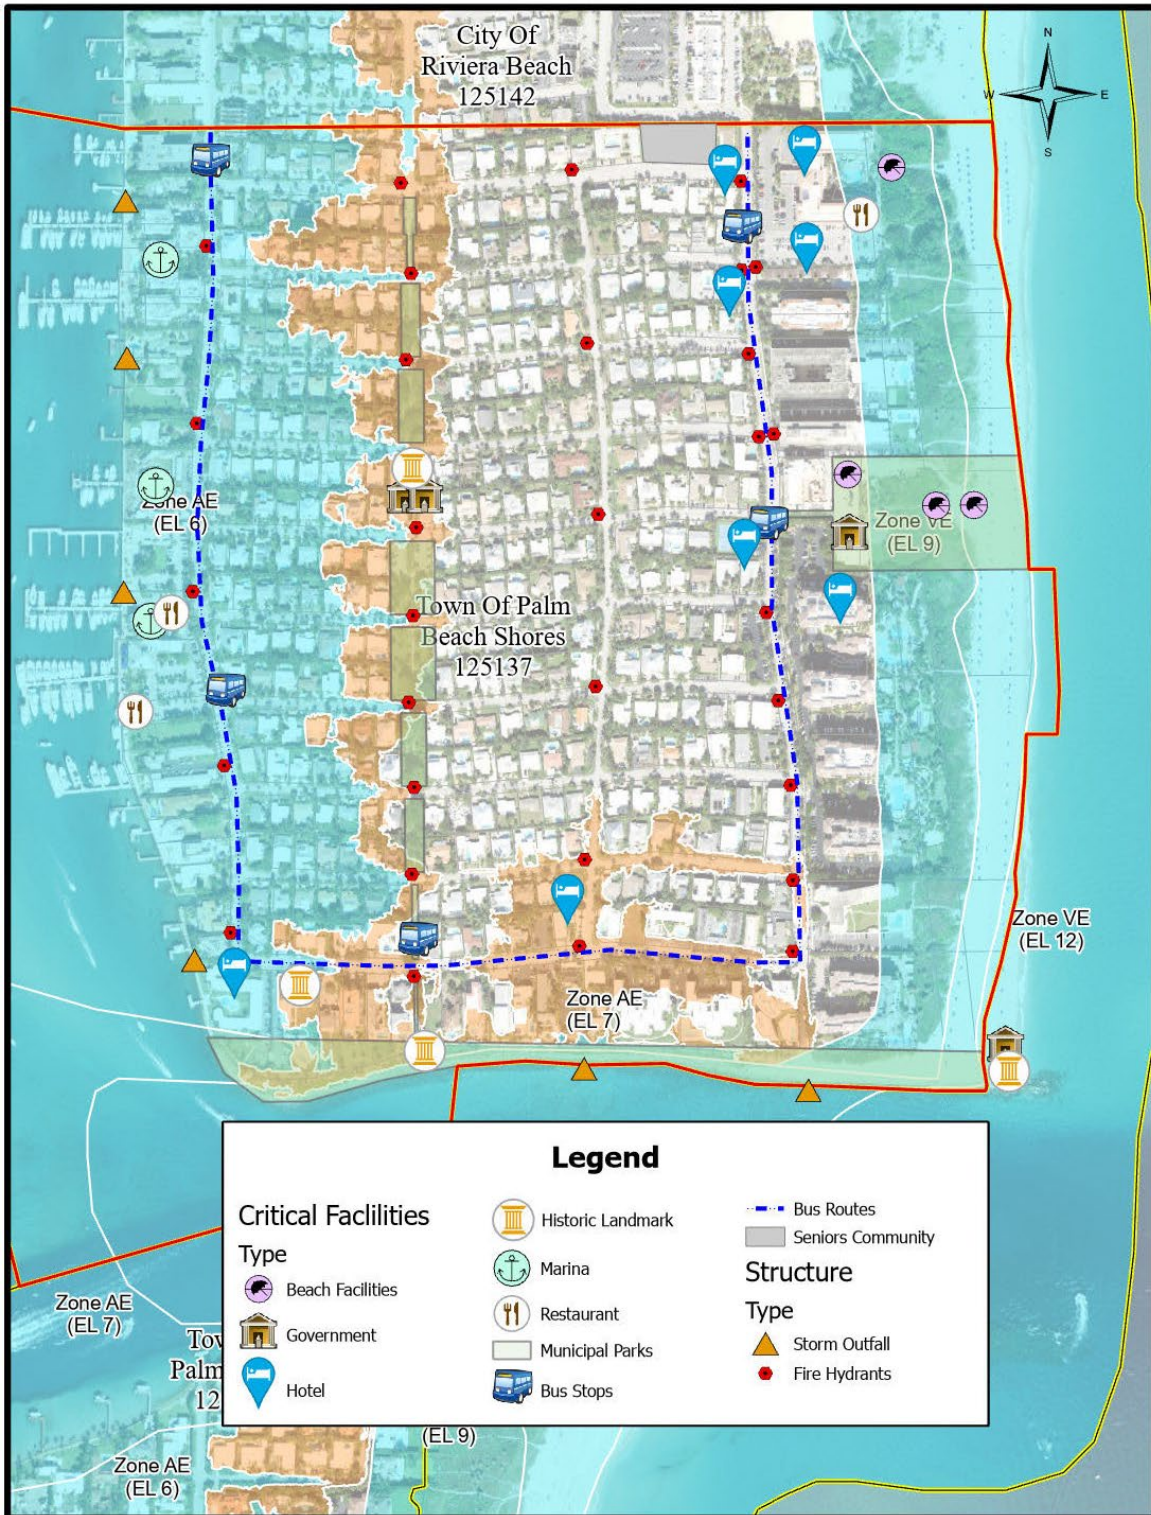 City Of
Riviera Beach
125142
N
W
E
S
Zone AE
(EL 6)
Zone VE
(EL 9)
Town Of Palm
Beach Shores
125137
Zone VE
(EL 12)
Zone AE
(EL 7)
Legend
Critical Faclilities
Type
Beach Facilities
Government
Hotel
Historic Landmark
Marina
Restaurant
Municipal Parks
Bus Stops
Bus Routes
Seniors Community
Structure
Type
Storm Outfall
Fire Hydrants
Zone AE
(EL 7)
Palm
12
(EL 9)
Zone AE
(EL 6)